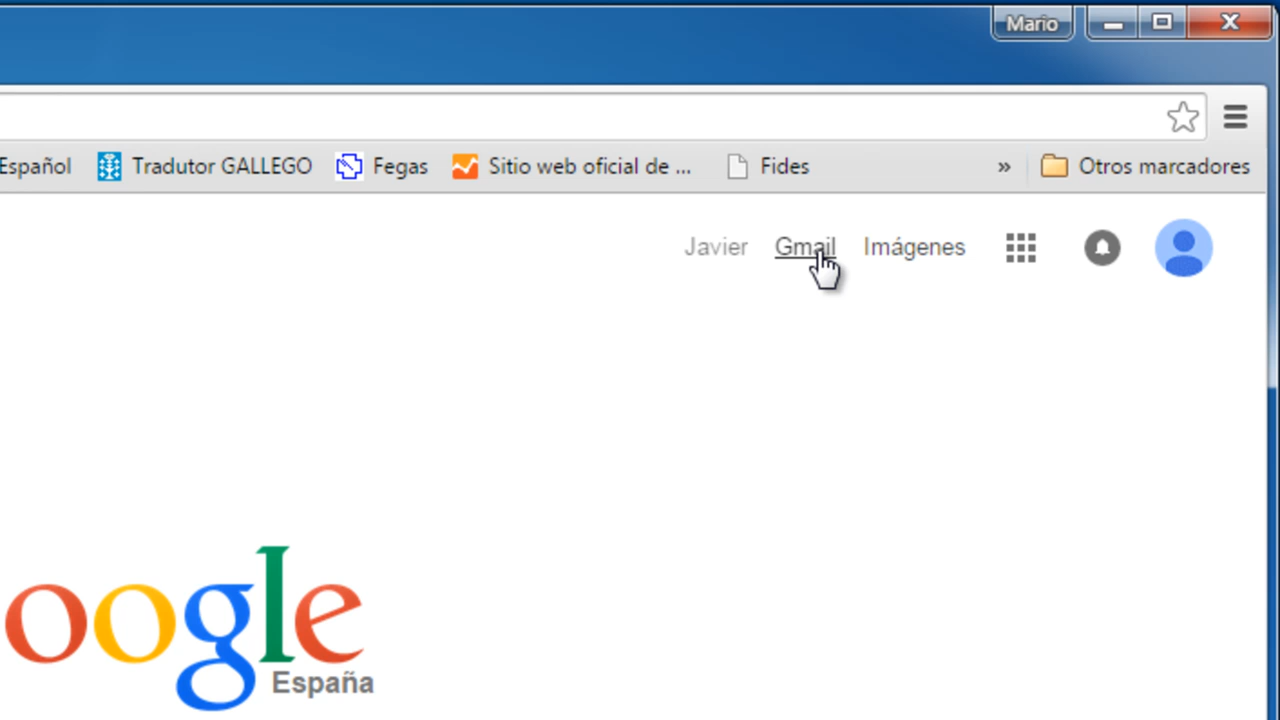 Mario
Español Tradutor GALLEGO Fegas Sitio web oficial de ... Fides » Otros marcadores
Javier Gmail Imágenes
oogle
España